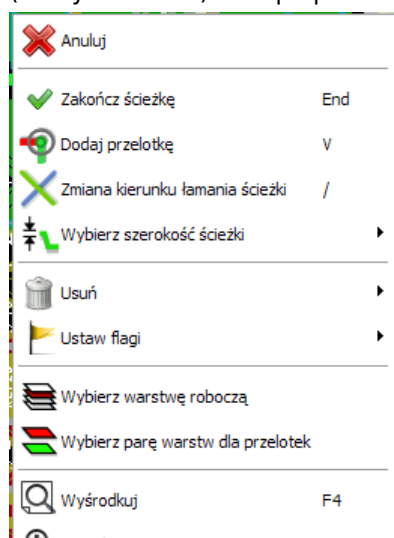 Anuluj
Zakończ ścieżkę End
Dodaj przelotkę V
Zmiana kierunku łamania ścieżki /
Wybierz szerokość ścieżki
Usuń
Ustaw flagi
Wybierz warstwę roboczą
Wybierz parę warstw dla przelotek
Wyśrodkuj F4